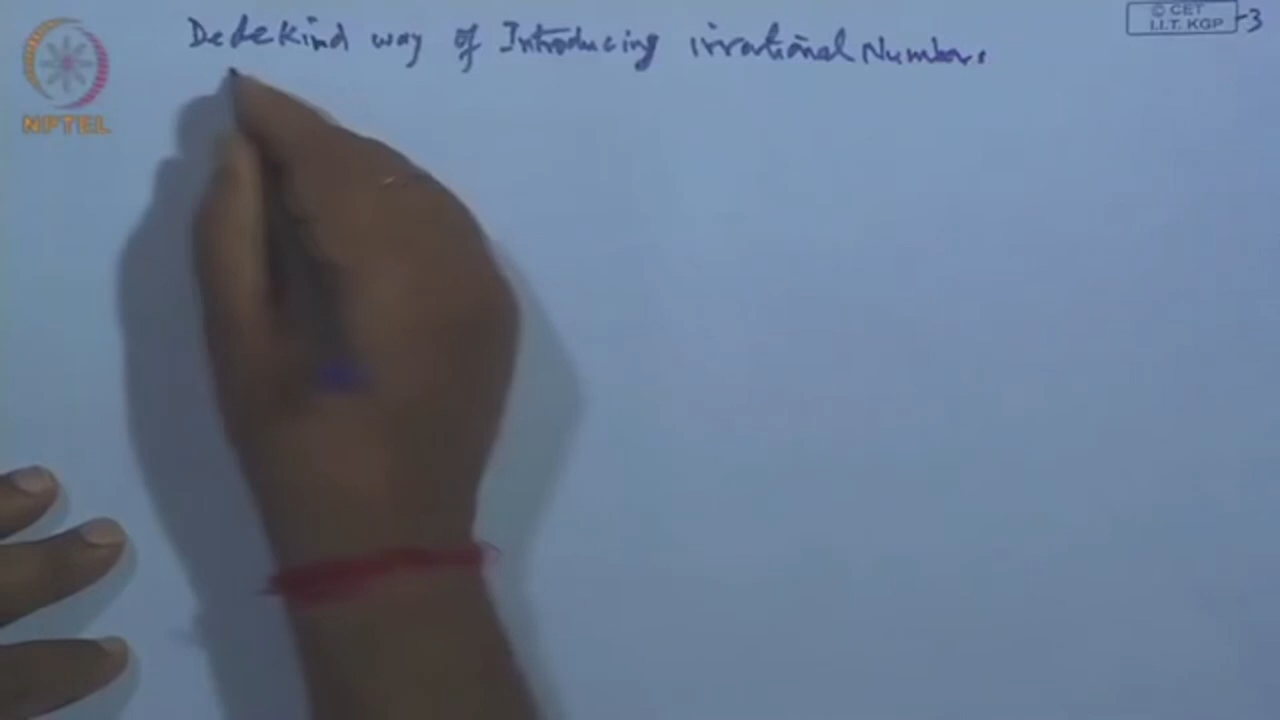 Dedekind way of Introducing irrational Numbers
© CET
I.I.T. KGP
-3
NPTEL